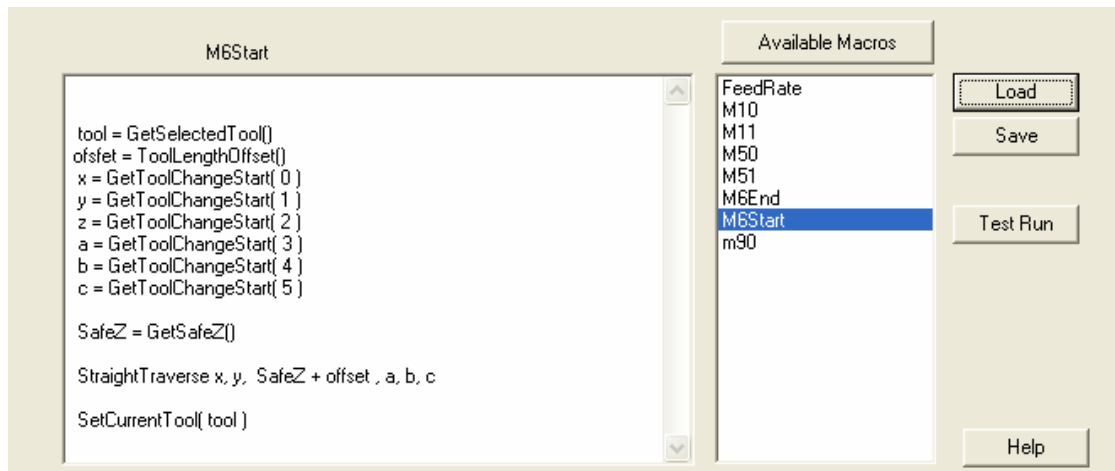 M6Start
tool = GetSelectedTool()
ofsfet = ToolLengthOffset()
x = GetToolChangeStart( 0 )
y = GetToolChangeStart( 1 )
z = GetToolChangeStart( 2 )
a = GetToolChangeStart( 3 )
b = GetToolChangeStart( 4 )
c = GetToolChangeStart( 5 )
SafeZ = GetSafeZ()
StraightTraverse x, y, SafeZ + offset , a, b, c
SetCurrentTool( tool )
Available Macros
FeedRate
M10
M11
M50
M51
M6End
M6Start
m90
Load
Save
Test Run
Help